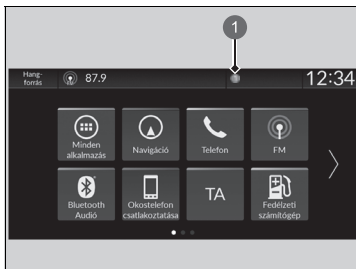 1
Hang-
forrás
87.9
12:34
Minden
alkalmazás
Navigáció
Telefon
FM
Bluetooth
Audió
Okostelefon
csatlakoztatása
TA
Fedélzeti
számítógép